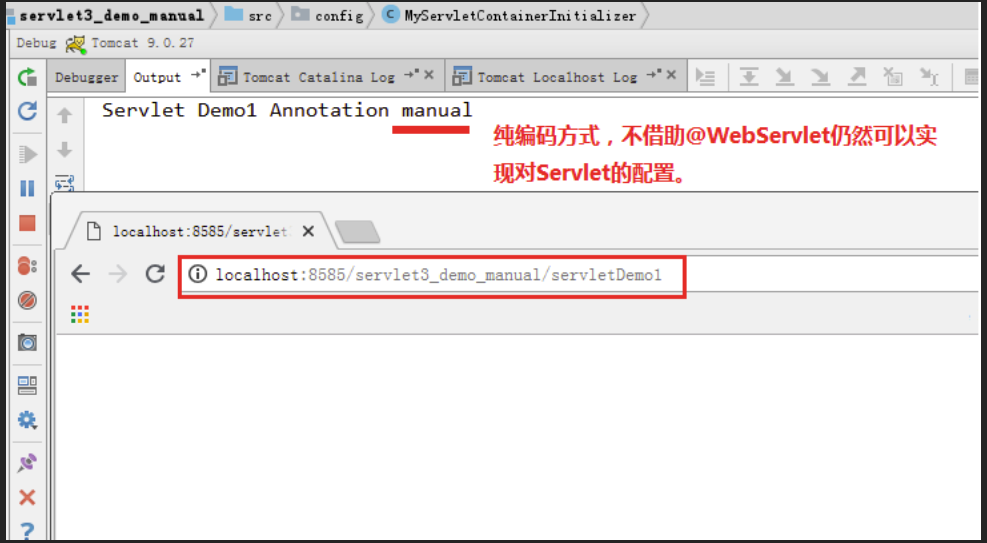 servlet3_demo_manual src config MyServletContainerInitializer
Debug Tomcat 9.0.27
Debugger Output Tomcat Catalina Log Tomcat Localhost Log
Servlet Demo1 Annotation manual
纯编码方式，不借助@WebServlet仍然可以实
现对Servlet的配置。
localhost:8585/servlet
localhost:8585/servlet3_demo_manual/servletDemo1